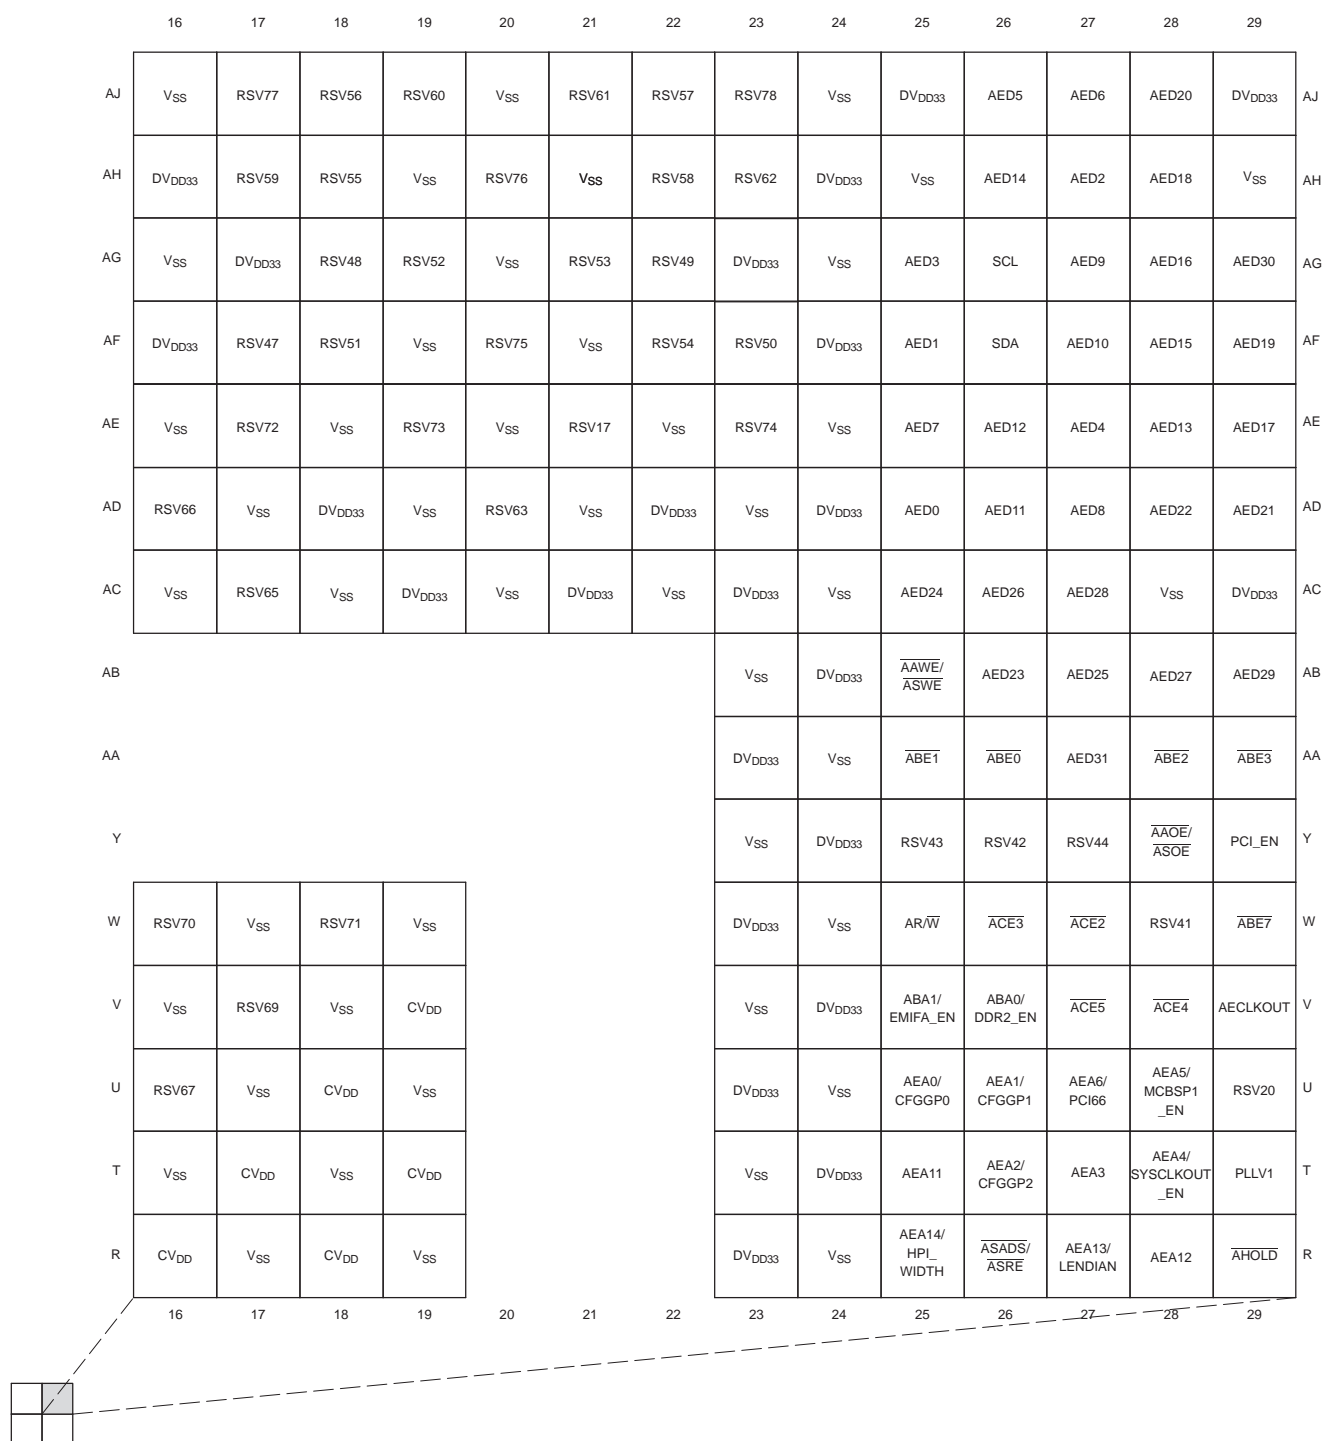 16 17 18 19 20 21 22 23 24 25 26 27 28 29
AJ VSS RSV77 RSV56 RSV60 VSS RSV61 RSV57 RSV78 VSS DVDD33 AED5 AED6 AED20 DVDD33 AJ
AH DVDD33 RSV59 RSV55 VSS RSV76 VSS RSV58 RSV62 DVDD33 VSS AED14 AED2 AED18 VSS AH
AG VSS DVDD33 RSV48 RSV52 VSS RSV53 RSV49 DVDD33 VSS AED3 SCL AED9 AED16 AED30 AG
AF DVDD33 RSV47 RSV51 VSS RSV75 VSS RSV54 RSV50 DVDD33 AED1 SDA AED10 AED15 AED19 AF
AE VSS RSV72 VSS RSV73 VSS RSV17 VSS RSV74 VSS AED7 AED12 AED4 AED13 AED17 AE
AD RSV66 VSS DVDD33 VSS RSV63 VSS DVDD33 VSS DVDD33 AED0 AED11 AED8 AED22 AED21 AD
AC VSS RSV65 VSS DVDD33 VSS DVDD33 VSS DVDD33 VSS AED24 AED26 AED28 VSS DVDD33 AC
AB VSS DVDD33 AAWE/ ASWE AED23 AED25 AED27 AED29 AB
AA DVDD33 VSS ABE1 ABE0 AED31 ABE2 ABE3 AA
Y VSS DVDD33 RSV43 RSV42 RSV44 AAOE/ ASOE PCI_EN Y
W RSV70 VSS RSV71 VSS DVDD33 VSS AR/W ACE3 ACE2 RSV41 ABE7 W
V VSS RSV69 VSS CVDD VSS DVDD33 ABA1/ EMIFA_EN ABA0/ DDR2_EN ACE5 ACE4 AECLKOUT V
U RSV67 VSS CVDD VSS DVDD33 VSS AEA0/ CFGGP0 AEA1/ CFGGP1 AEA6/ PCI66 AEA5/ MCBSP1 _EN RSV20 U
T VSS CVDD VSS CVDD VSS DVDD33 AEA11 AEA2/ CFGGP2 AEA3 AEA4/ SYSCLKOUT _EN PLLV1 T
R CVDD VSS CVDD VSS DVDD33 VSS AEA14/ HPI_ WIDTH ASADS/ ASRE AEA13/ LENDIAN AEA12 AHOLD R
16 17 18 19 20 21 22 23 24 25 26 27 28 29